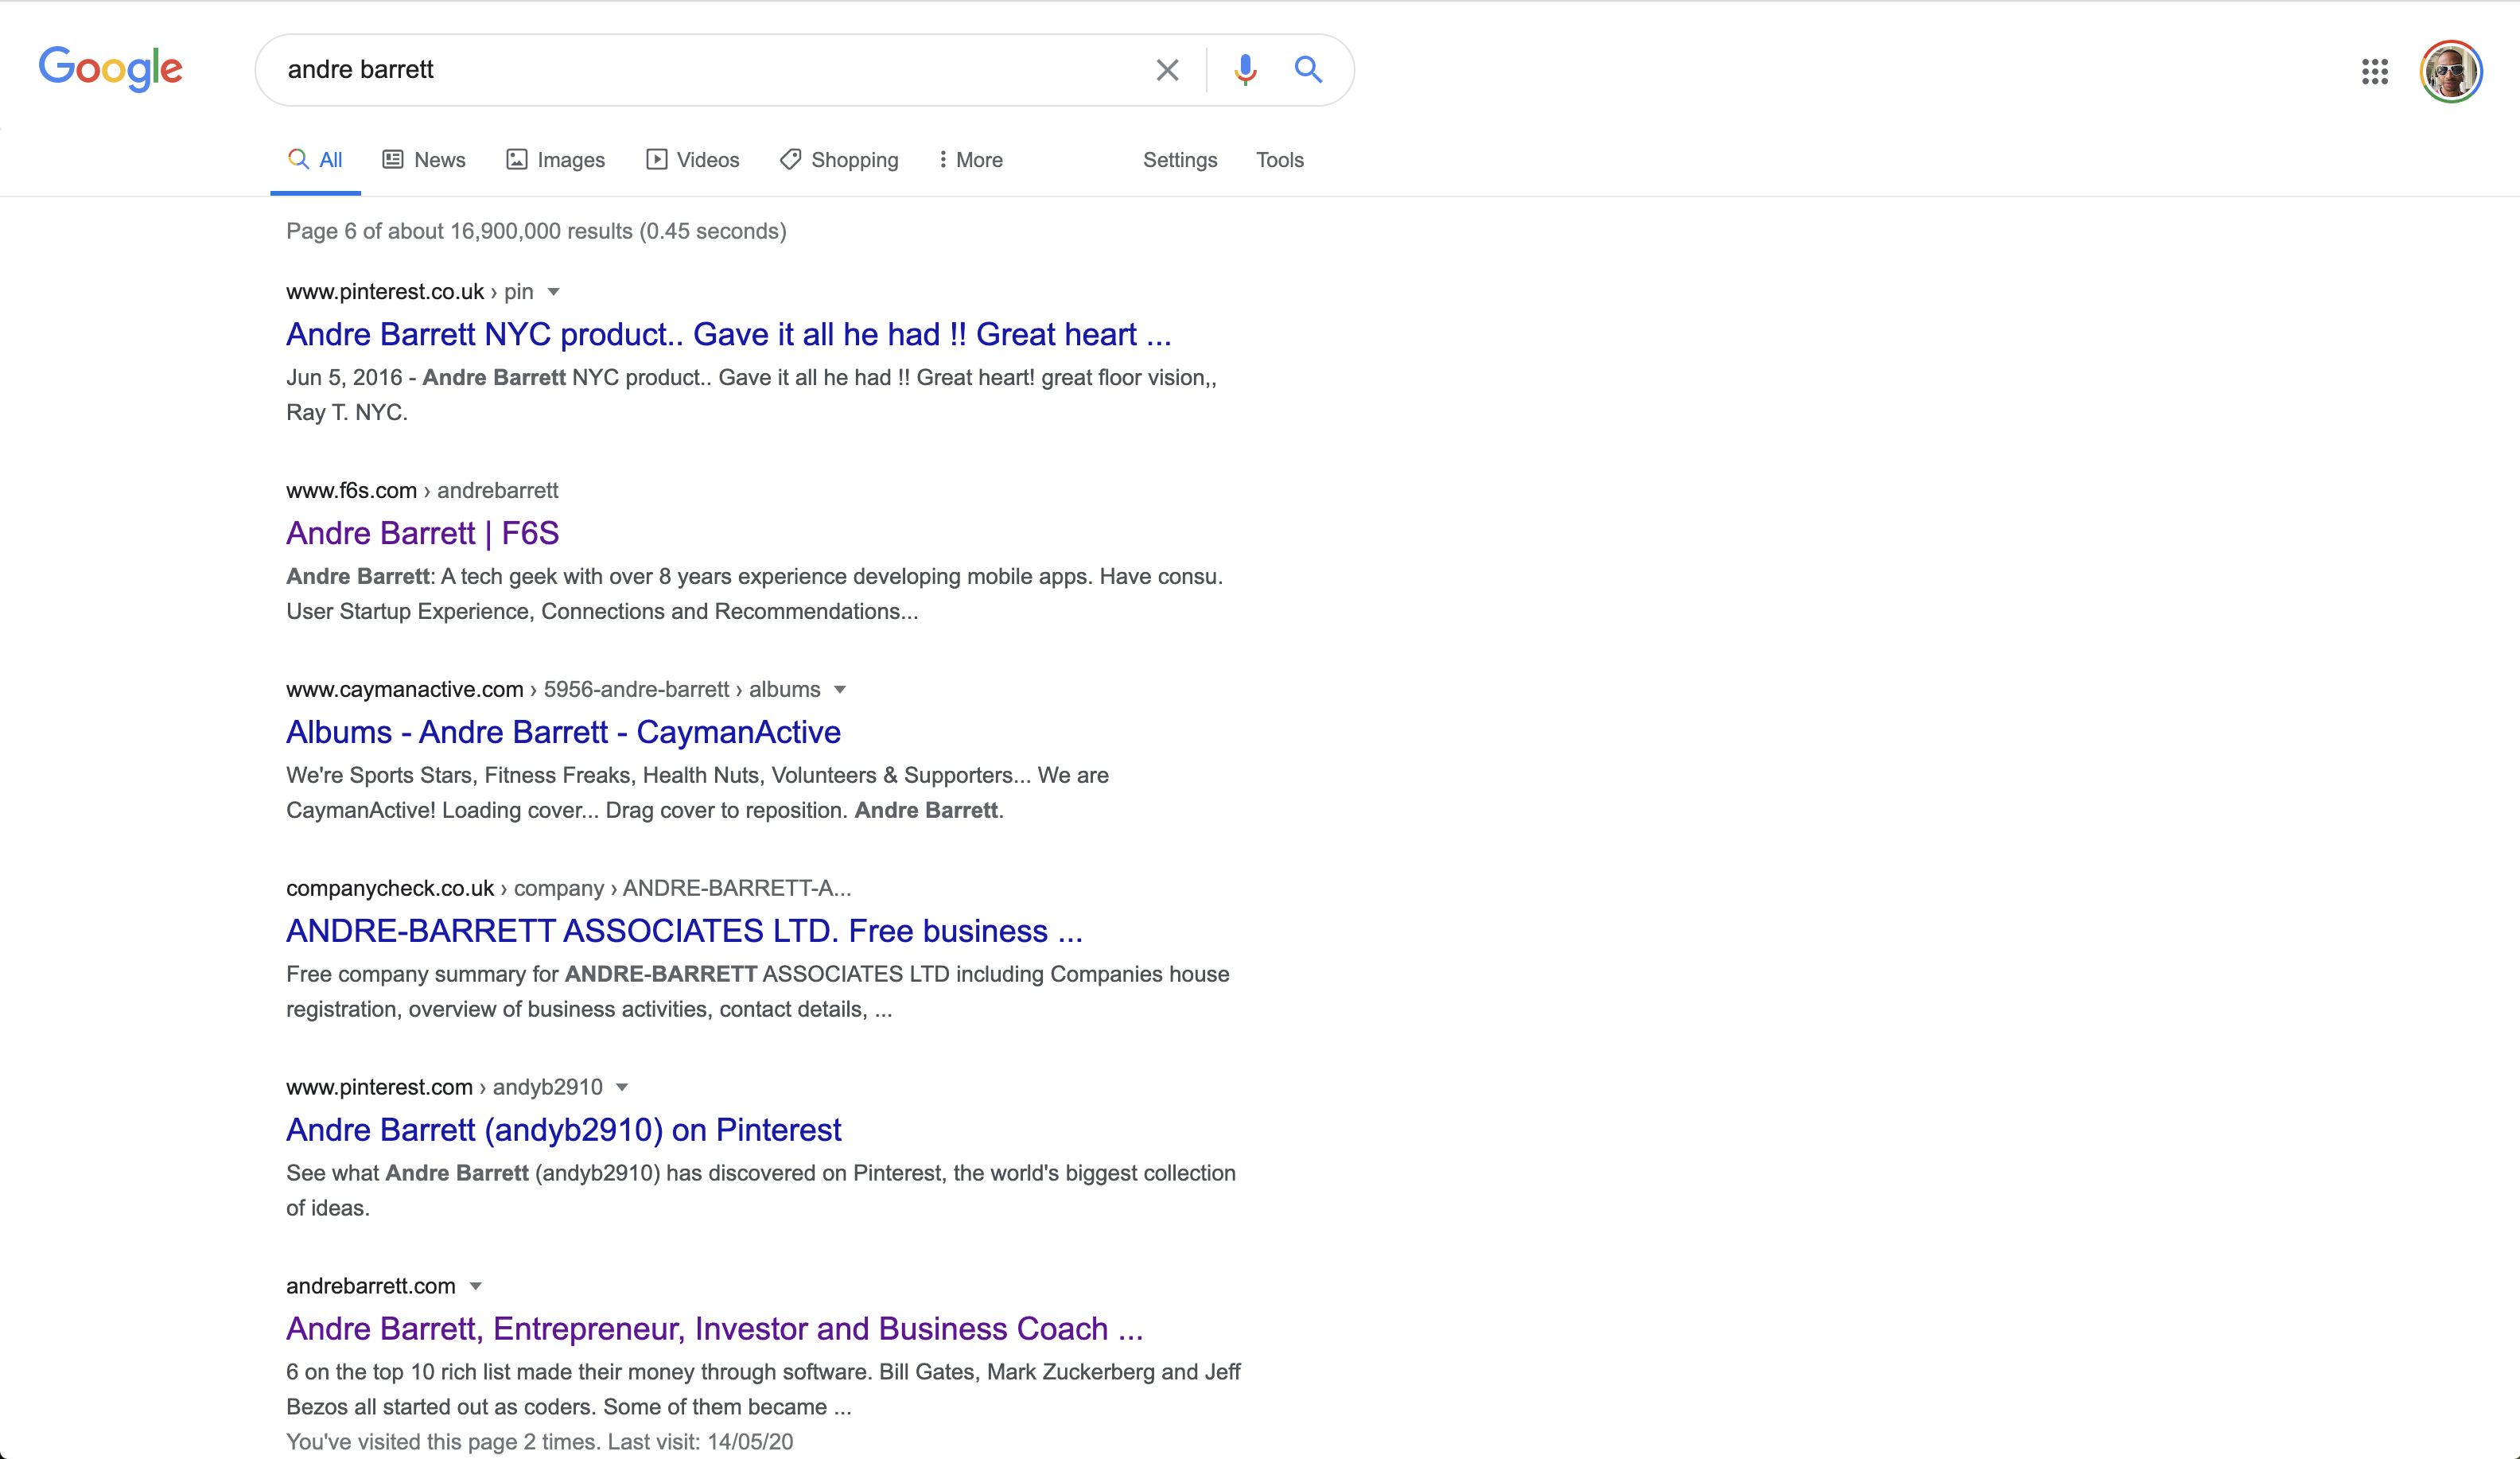 Google
andre barrett
All News Images Videos Shopping More Settings Tools
Page 6 of about 16,900,000 results (0.45 seconds)
www.pinterest.co.uk › pin
Andre Barrett NYC product.. Gave it all he had !! Great heart ...
Jun 5, 2016 - Andre Barrett NYC product.. Gave it all he had !! Great heart! great floor vision,,
Ray T. NYC.
www.f6s.com › andrebarrett
Andre Barrett | F6S
Andre Barrett: A tech geek with over 8 years experience developing mobile apps. Have consu.
User Startup Experience, Connections and Recommendations...
www.caymanactive.com › 5956-andre-barrett › albums
Albums - Andre Barrett - CaymanActive
We're Sports Stars, Fitness Freaks, Health Nuts, Volunteers & Supporters... We are
CaymanActive! Loading cover... Drag cover to reposition. Andre Barrett.
companycheck.co.uk › company › ANDRE-BARRETT-A...
ANDRE-BARRETT ASSOCIATES LTD. Free business ...
Free company summary for ANDRE-BARRETT ASSOCIATES LTD including Companies house
registration, overview of business activities, contact details, ...
www.pinterest.com › andyb2910
Andre Barrett (andyb2910) on Pinterest
See what Andre Barrett (andyb2910) has discovered on Pinterest, the world's biggest collection
of ideas.
andrebarrett.com
Andre Barrett, Entrepreneur, Investor and Business Coach ...
6 on the top 10 rich list made their money through software. Bill Gates, Mark Zuckerberg and Jeff
Bezos all started out as coders. Some of them became ...
You've visited this page 2 times. Last visit: 14/05/20